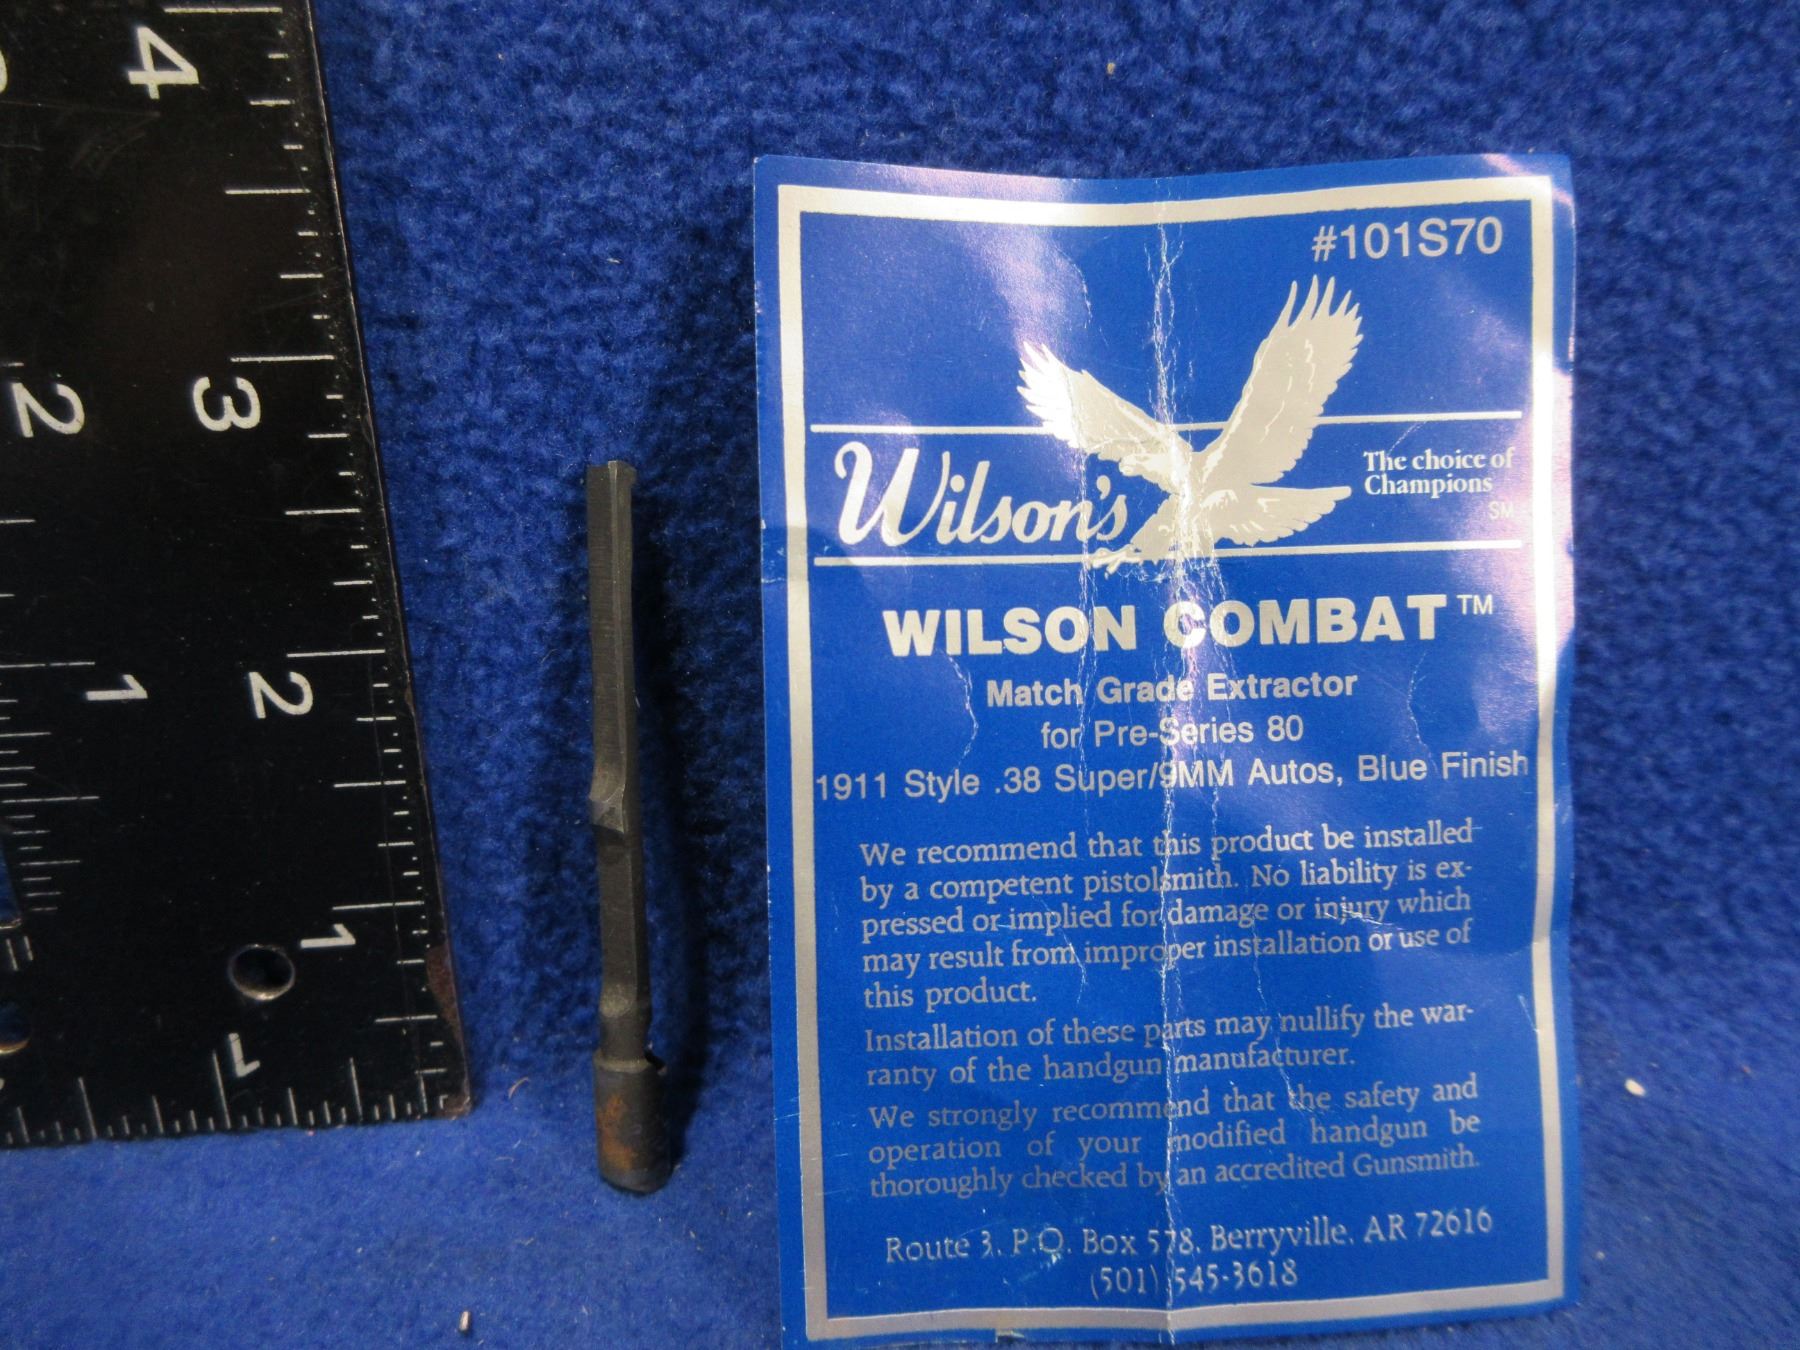 4
3
2
1
2
1
1
#101S70
Wilson's
The choice of
Champions
SM
WILSON COMBAT™
Match Grade Extractor
for Pre-Series 80
1911 Style .38 Super/9MM Autos, Blue Finish
We recommend that this product be installed
by a competent pistolsmith. No liability is ex-
pressed or implied for damage or injury which
may result from improper installation or use of
this product.
Installation of these parts may nullify the war-
ranty of the handgun manufacturer.
We strongly recommend that the safety and
operation of your modified handgun be
thoroughly checked by an accredited Gunsmith.
Route 3, P.O. Box 578, Berryville, AR 72616
(501) 545-3618